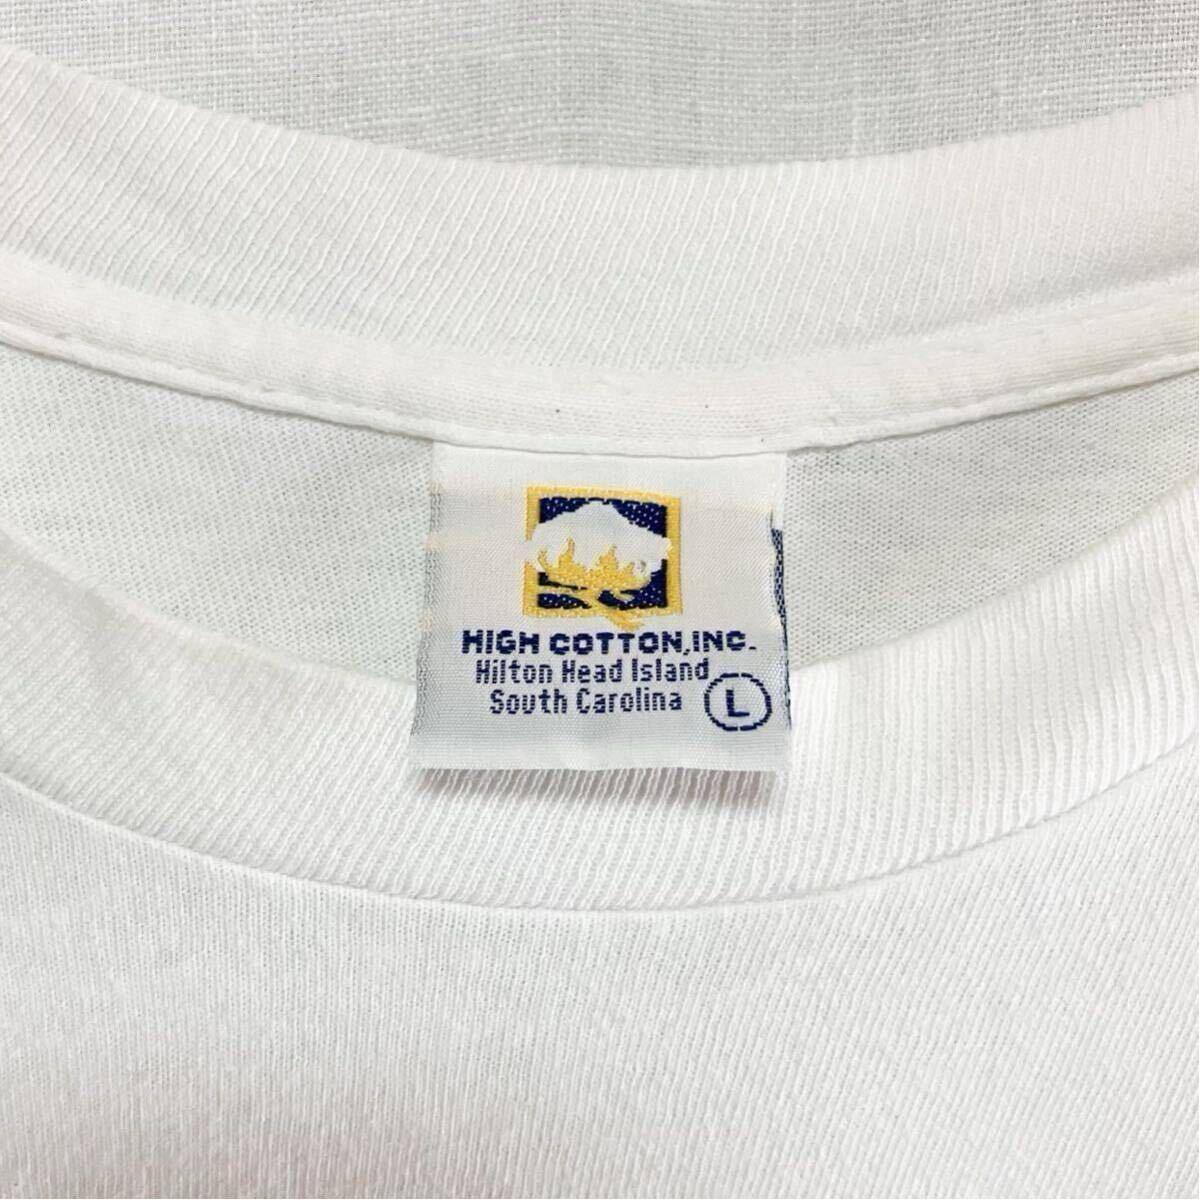 HIGH COTTON, INC.
Hilton Head Island
South Carolina
L